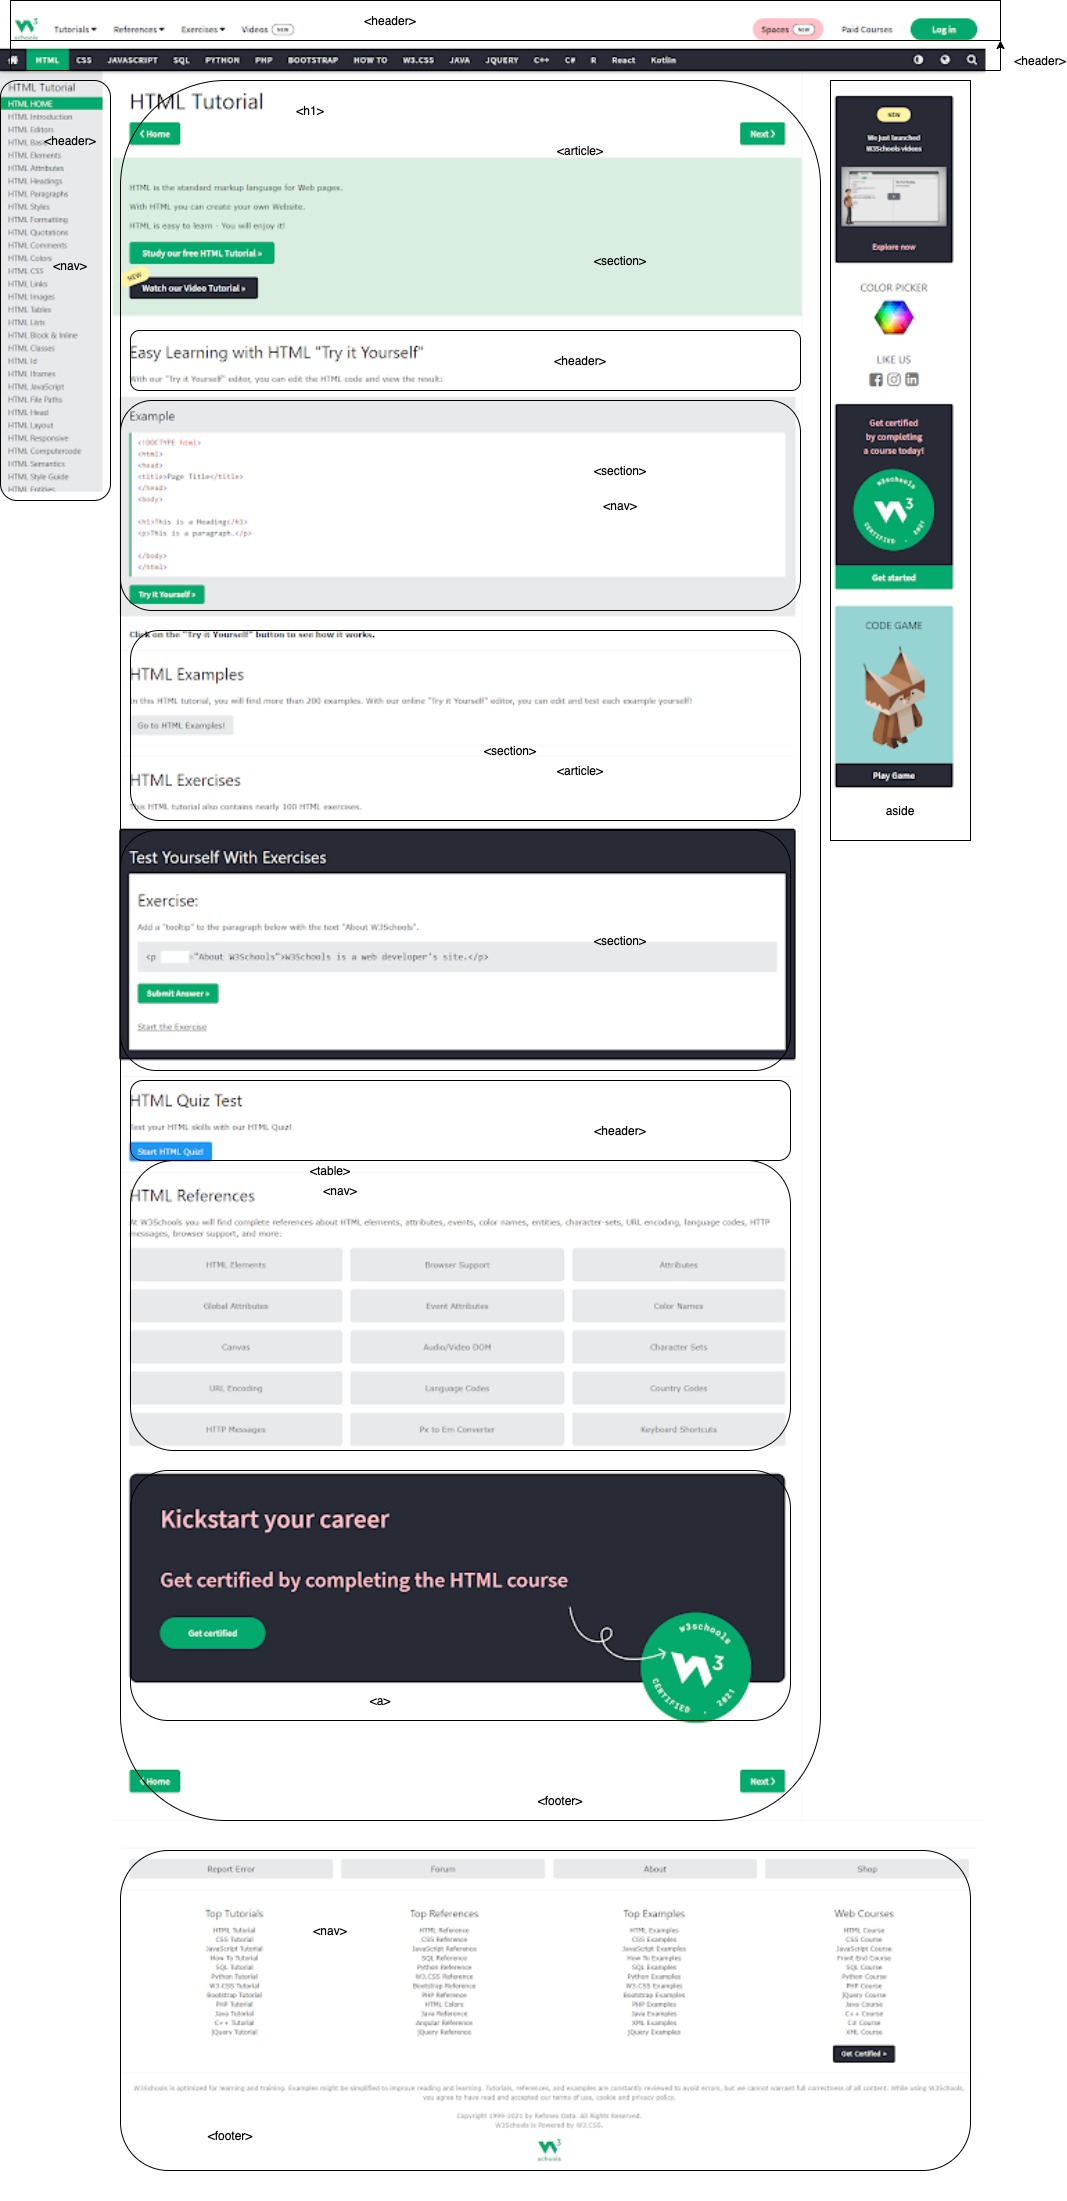 <header>
Tutorials References Exercises Videos NEW Spaces NEW Paid Courses Log in
schools
HTML CSS JAVASCRIPT SQL PYTHON PHP BOOTSTRAP HOW TO W3.CSS JAVA JQUERY C++ C# R React Kotlin
<header>
HTML Tutorial
HTML HOME
HTML Introduction
HTML Editors
HTML Basic
<header>
HTML Elements
HTML Attributes
HTML Headings
HTML Paragraphs
HTML Styles
HTML Formatting
HTML Quotations
HTML Comments
HTML Colors
HTML CSS
<nav>
HTML Links
HTML Images
HTML Tables
HTML Lists
HTML Block & Inline
HTML Classes
HTML Id
HTML Iframes
HTML JavaScript
HTML File Paths
HTML Head
HTML Layout
HTML Responsive
HTML Computercode
HTML Semantics
HTML Style Guide
HTML Entities
HTML Tutorial
<h1>
❮ Home
Next ❯
<article>
HTML is the standard markup language for Web pages.
With HTML you can create your own Website.
HTML is easy to learn - You will enjoy it!
Study our free HTML Tutorial »
<section>
NEW
Watch our Video Tutorial »
Easy Learning with HTML "Try it Yourself"
<header>
With our "Try it Yourself" editor, you can edit the HTML code and view the result:
Example
<!DOCTYPE html>
<html>
<head>
<title>Page Title</title>
</head>
<body>
<h1>This is a Heading</h1>
<p>This is a paragraph.</p>
</body>
</html>
<section>
<nav>
Try it Yourself »
Click on the "Try it Yourself" button to see how it works.
HTML Examples
In this HTML tutorial, you will find more than 200 examples. With our online "Try it Yourself" editor, you can edit and test each example yourself!
Go to HTML Examples!
<section>
<article>
HTML Exercises
This HTML tutorial also contains nearly 100 HTML exercises.
Test Yourself With Exercises
Exercise:
Add a "tooltip" to the paragraph below with the text "About W3Schools".
<section>
<p ="About W3Schools">W3Schools is a web developer's site.</p>
Submit Answer »
Start the Exercise
HTML Quiz Test
Test your HTML skills with our HTML Quiz!
<header>
Start HTML Quiz!
<table>
<nav>
HTML References
At W3Schools you will find complete references about HTML elements, attributes, events, color names, entities, character-sets, URL encoding, language codes, HTTP
messages, browser support, and more:
HTML Elements Browser Support Attributes
Global Attributes Event Attributes Color Names
Canvas Audio/Video DOM Character Sets
URL Encoding Language Codes Country Codes
HTTP Messages Px to Em Converter Keyboard Shortcuts
Kickstart your career
Get certified by completing the HTML course
Get certified
w3schools
CERTIFIED . 2021
<a>
❮ Home
Next ❯
<footer>
NEW
We just launched
W3Schools videos
Explore now
COLOR PICKER
LIKE US
Get certified
by completing
a course today!
w3schools
CERTIFIED . 2021
Get started
CODE GAME
Play Game
aside
Report Error Forum About Shop
Top Tutorials
HTML Tutorial
CSS Tutorial
JavaScript Tutorial
How To Tutorial
SQL Tutorial
Python Tutorial
W3.CSS Tutorial
Bootstrap Tutorial
PHP Tutorial
Java Tutorial
C++ Tutorial
jQuery Tutorial
<nav>
Top References
HTML Reference
CSS Reference
JavaScript Reference
SQL Reference
Python Reference
W3.CSS Reference
Bootstrap Reference
PHP Reference
HTML Colors
Java Reference
Angular Reference
jQuery Reference
Top Examples
HTML Examples
CSS Examples
JavaScript Examples
How To Examples
SQL Examples
Python Examples
W3.CSS Examples
Bootstrap Examples
PHP Examples
Java Examples
XML Examples
jQuery Examples
Web Courses
HTML Course
CSS Course
JavaScript Course
Front End Course
SQL Course
Python Course
PHP Course
jQuery Course
Java Course
C++ Course
C# Course
XML Course
Get Certified »
W3Schools is optimized for learning and training. Examples might be simplified to improve reading and learning. Tutorials, references, and examples are constantly reviewed to avoid errors, but we cannot warrant full correctness of all content. While using W3Schools,
you agree to have read and accepted our terms of use, cookie and privacy policy.
Copyright 1999-2021 by Refsnes Data. All Rights Reserved.
W3Schools is Powered by W3.CSS.
<footer>
schools